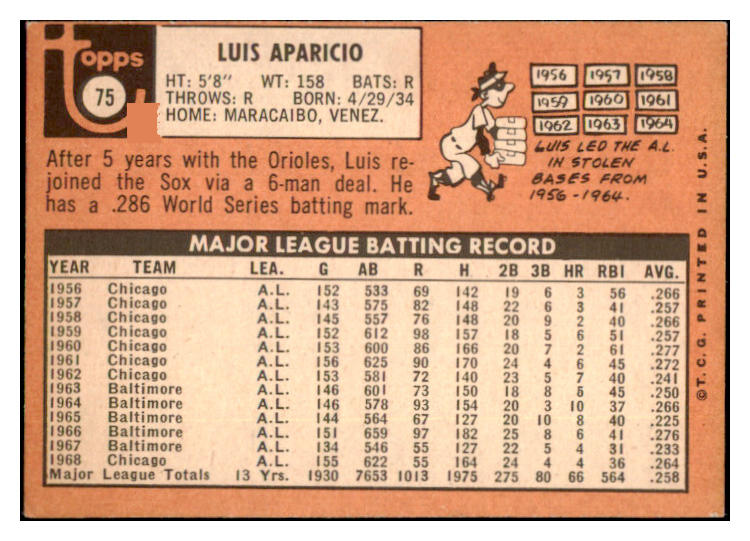 topps
75
LUIS APARICIO
HT: 5'8" WT: 158 BATS: R
THROWS: R BORN: 4/29/34
HOME: MARACAIBO, VENEZ.
After 5 years with the Orioles, Luis re-
joined the Sox via a 6-man deal. He
has a .286 World Series batting mark.
1956 1957 1958
1959 1960 1961
1962 1963 1964
LUIS LED THE A.L.
IN STOLEN
BASES FROM
1956-1964.
MAJOR LEAGUE BATTING RECORD
YEAR TEAM LEA. G AB R H 2B 3B HR RBI AVG.
1956 Chicago A.L. 152 533 69 142 19 6 3 56 .266
1957 Chicago A.L. 143 575 82 148 22 6 3 41 .257
1958 Chicago A.L. 145 557 76 148 20 9 2 40 .266
1959 Chicago A.L. 152 612 98 157 18 5 6 51 .257
1960 Chicago A.L. 153 600 86 166 20 7 2 61 .277
1961 Chicago A.L. 156 625 90 170 24 4 6 45 .272
1962 Chicago A.L. 153 581 72 140 23 5 7 40 .241
1963 Baltimore A.L. 146 601 73 150 18 8 5 45 .250
1964 Baltimore A.L. 146 578 93 154 20 3 10 37 .266
1965 Baltimore A.L. 144 564 67 127 20 10 8 40 .225
1966 Baltimore A.L. 151 659 97 182 25 8 6 41 .276
1967 Baltimore A.L. 134 546 55 127 22 5 4 31 .233
1968 Chicago A.L. 155 622 55 164 24 4 4 36 .264
Major League Totals 13 Yrs. 1930 7653 1013 1975 275 80 66 564 .258
©T.C.G. PRINTED IN U.S.A.